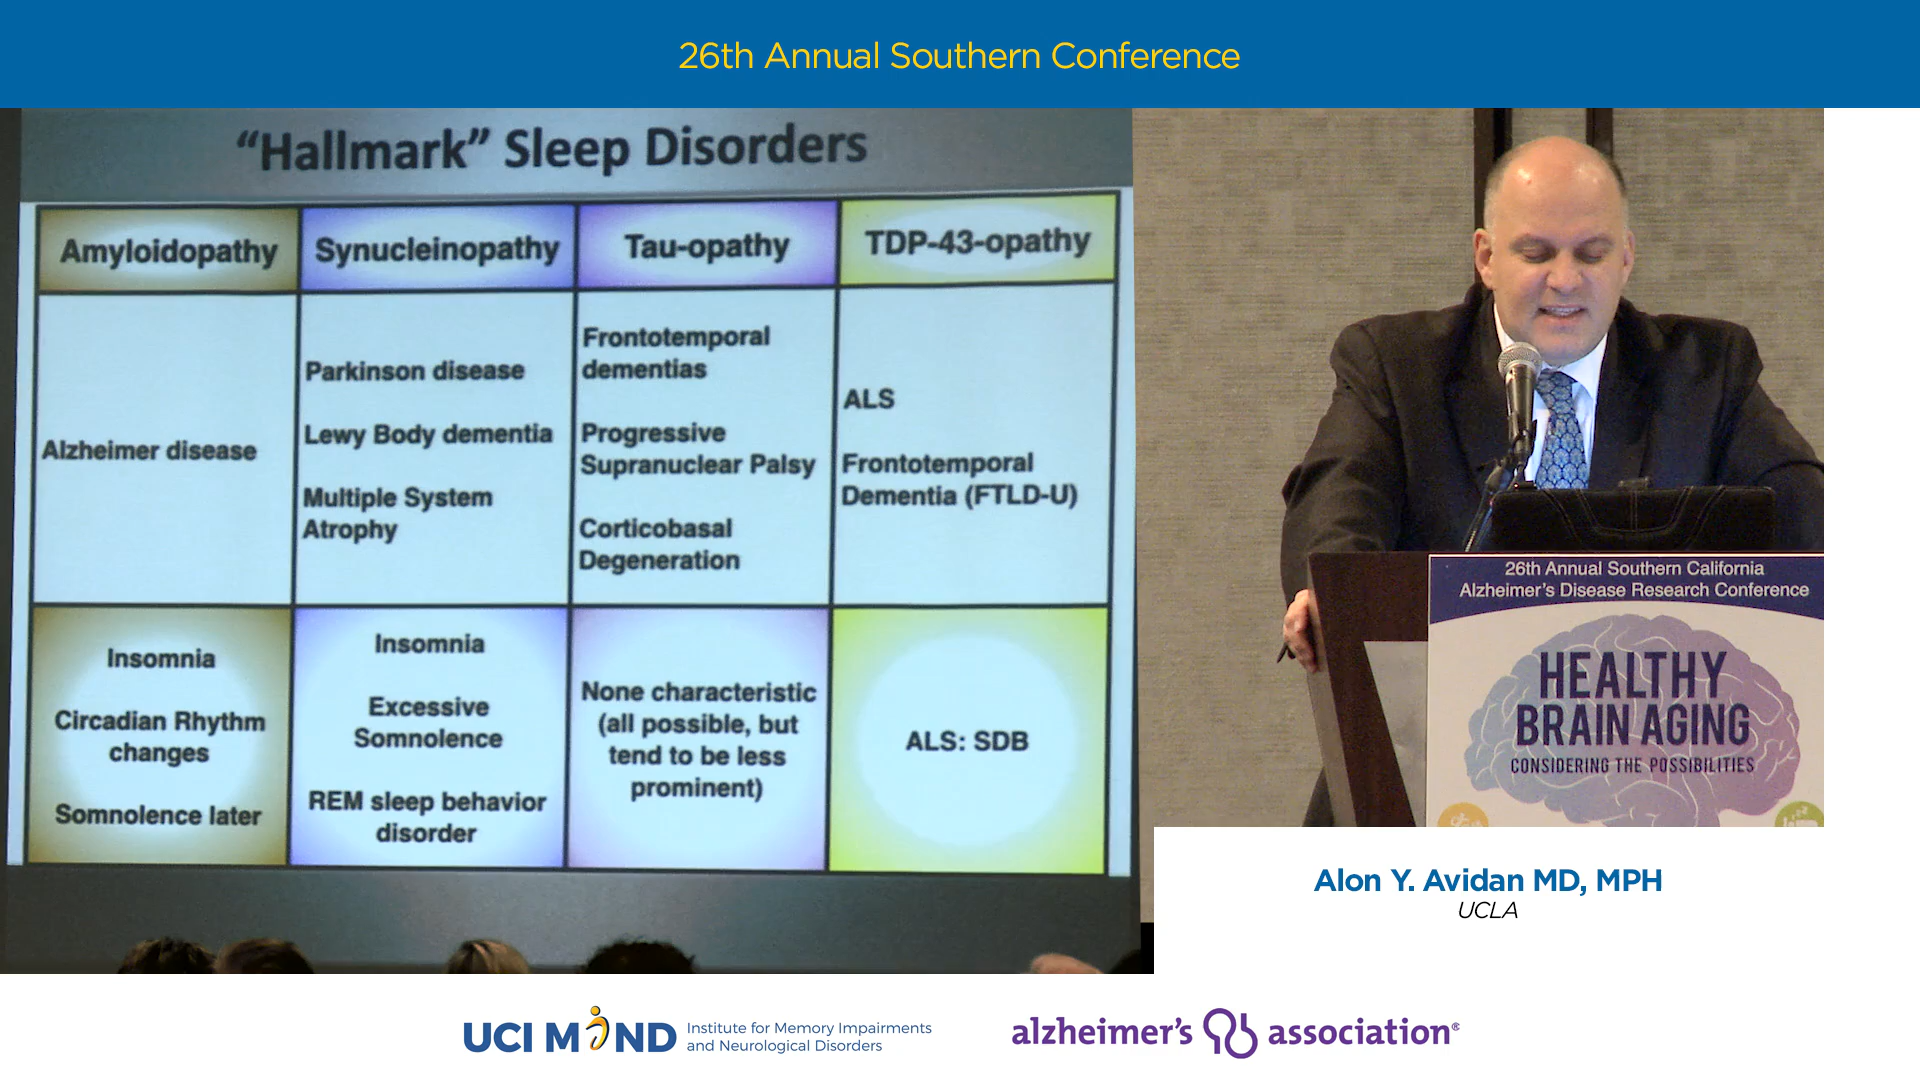 26th Annual Southern Conference
“Hallmark” Sleep Disorders
Amyloidopathy
Synucleinopathy
Tau-opathy
TDP-43-opathy
Alzheimer disease
Parkinson disease
Lewy Body dementia
Multiple System
Atrophy
Frontotemporal
dementias
Progressive
Supranuclear Palsy
Corticobasal
Degeneration
ALS
Frontotemporal
Dementia (FTLD-U)
Insomnia
Circadian Rhythm
changes
Somnolence later
Insomnia
Excessive
Somnolence
REM sleep behavior
disorder
None characteristic
(all possible, but
tend to be less
prominent)
ALS: SDB
26th Annual Southern California
Alzheimer's Disease Research Conference
HEALTHY
BRAIN AGING
CONSIDERING THE POSSIBILITIES
Alon Y. Avidan MD, MPH
UCLA
UCI MIND
Institute for Memory Impairments
and Neurological Disorders
alzheimer's association®